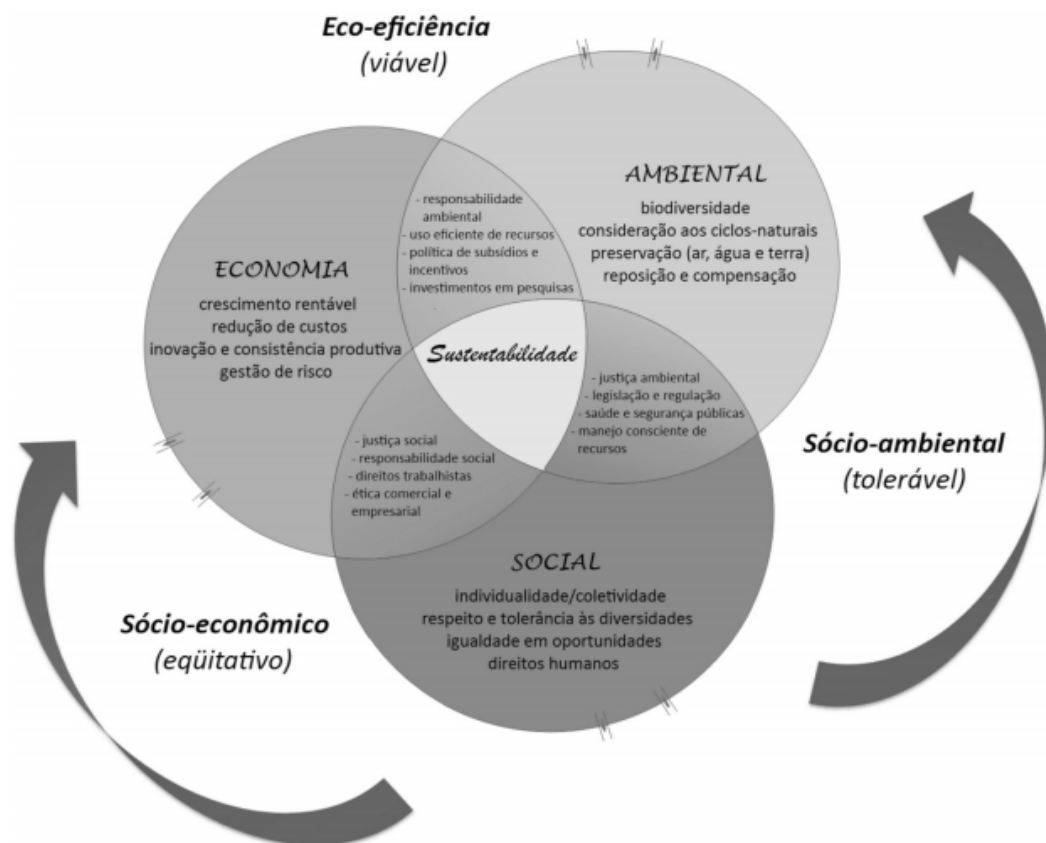 Eco-eficiência
(viável)
AMBIENTAL
biodiversidade
consideração aos ciclos-naturais
preservação (ar, água e terra)
reposição e compensação
- responsabilidade
ambiental
- uso eficiente de recursos
- política de subsídios e
incentivos
- investimentos em pesquisas
ECONOMIA
crescimento rentável
redução de custos
inovação e consistência produtiva
gestão de risco
Sustentabilidade
- justiça ambiental
- legislação e regulação
- saúde e segurança públicas
- manejo consciente de
recursos
- justiça social
- responsabilidade social
- direitos trabalhistas
- ética comercial e
empresarial
Sócio-ambiental
(tolerável)
SOCIAL
individualidade/coletividade
respeito e tolerância às diversidades
igualdade em oportunidades
direitos humanos
Sócio-econômico
(eqüitativo)